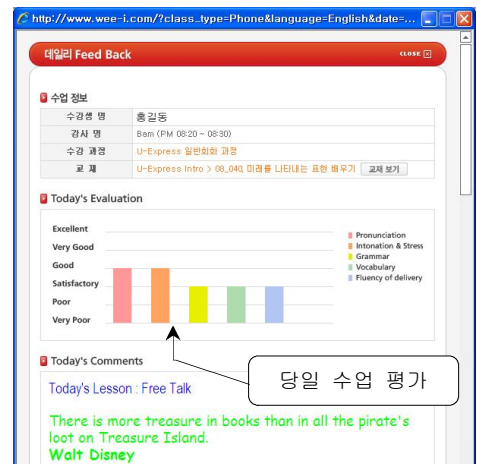 http://www.wee-i.com/?class_type=Phone&language=English&date=...
데일리 Feed Back
CLOSE
수업 정보
수강생 명 홍길동
강사 명 Bam (PM 08:20 ~ 08:30)
수강 과정 U-Express 일반회화 과정
교 재 U-Express Intro > 08_040, 미래를 나타내는 표현 배우기 교재 보기
Today's Evaluation
Excellent
Very Good
Good
Satisfactory
Poor
Very Poor
Pronunciation
Intonation & Stress
Grammar
Vocabulary
Fluency of delivery
Today's Comments
당일 수업 평가
Today's Lesson : Free Talk
There is more treasure in books than in all the pirate's
loot on Treasure Island.
Walt Disney